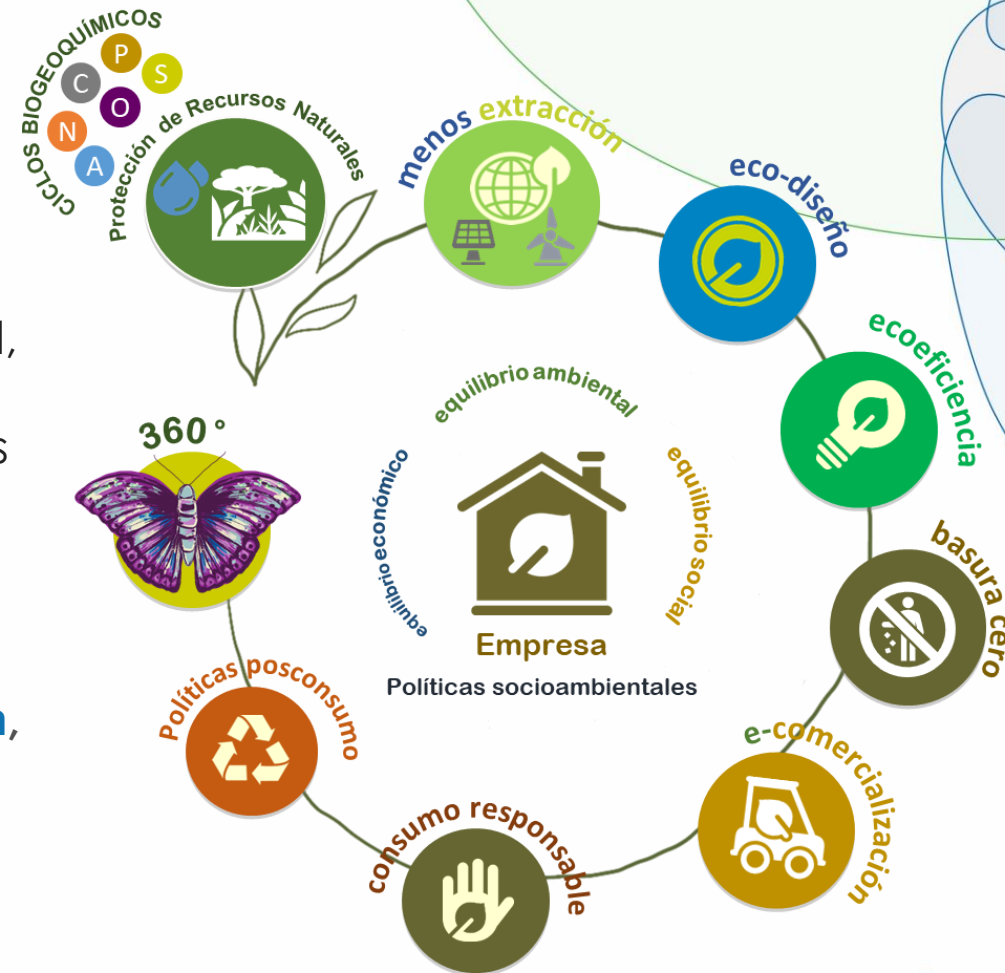 CICLOS BIOGEOQUÍMICOS
P
S
C
O
N
A
Protección de Recursos Naturales
menos extracción
eco-diseño
ecoeficiencia
basura cero
e-comercialización
consumo responsable
Políticas posconsumo
360°
equilibrio ambiental
equilibrio económico
equilibrio social
Empresa
Políticas socioambientales